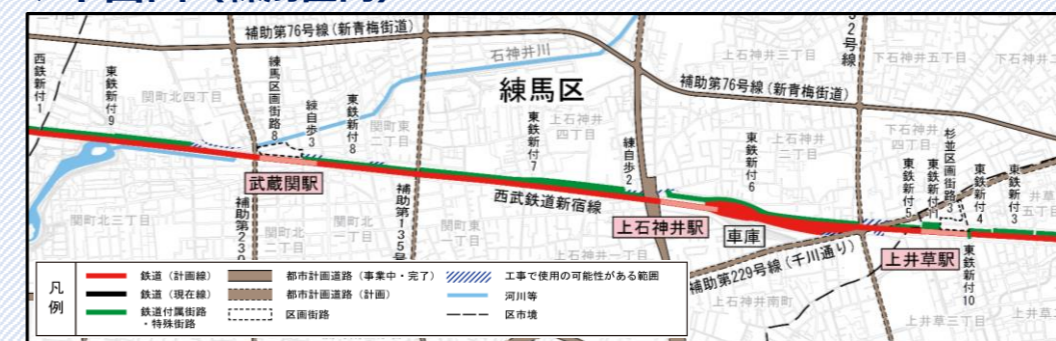 補助第76号線(新青梅街道)
石神井川
練馬区
上石神井三丁目
下石神井五丁目
西鉄新付1
東鉄新付9
関町北四丁目
練馬区画街路8
練自歩3
東鉄新付8
関町東二丁目
東鉄新付7
上石神井四丁目
練自歩2
補助第76号線(新青梅街道)
東鉄新付6
上石神井二丁目
下石神井四丁目
東鉄新付5
杉並区画街路3
東鉄新付4
東鉄新付3
武蔵関駅
西武鉄道新宿線
上石神井駅
車庫
上井草駅
東鉄新付10
関町北三丁目
関町北二丁目
関町北一丁目
補助第135号線
関町東一丁目
上石神井一丁目
補助第229号線(千川通り)
上石神井南町
上井草三丁目
凡例
鉄道(計画線)
都市計画道路(事業中・完了)
工事で使用の可能性がある範囲
鉄道(現在線)
都市計画道路(計画)
河川等
鉄道付属街路・特殊街路
区画街路
区市境